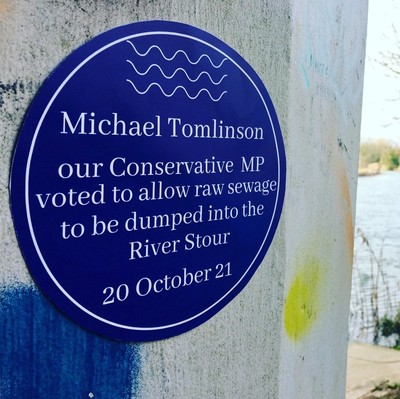 Michael Tomlinson
our Conservative MP
voted to allow raw sewage
to be dumped into the
River Stour
20 October 21